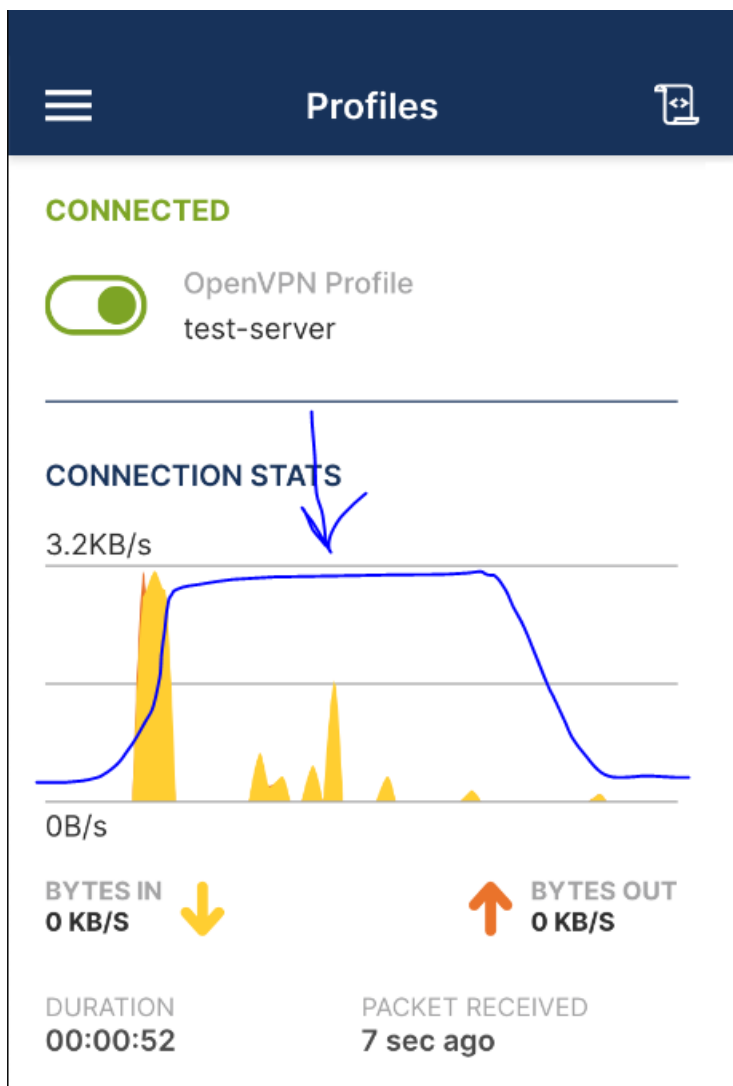 Profiles
CONNECTED
OpenVPN Profile
test-server
CONNECTION STATS
3.2KB/s
0B/s
BYTES IN
0 KB/S
BYTES OUT
0 KB/S
DURATION
00:00:52
PACKET RECEIVED
7 sec ago